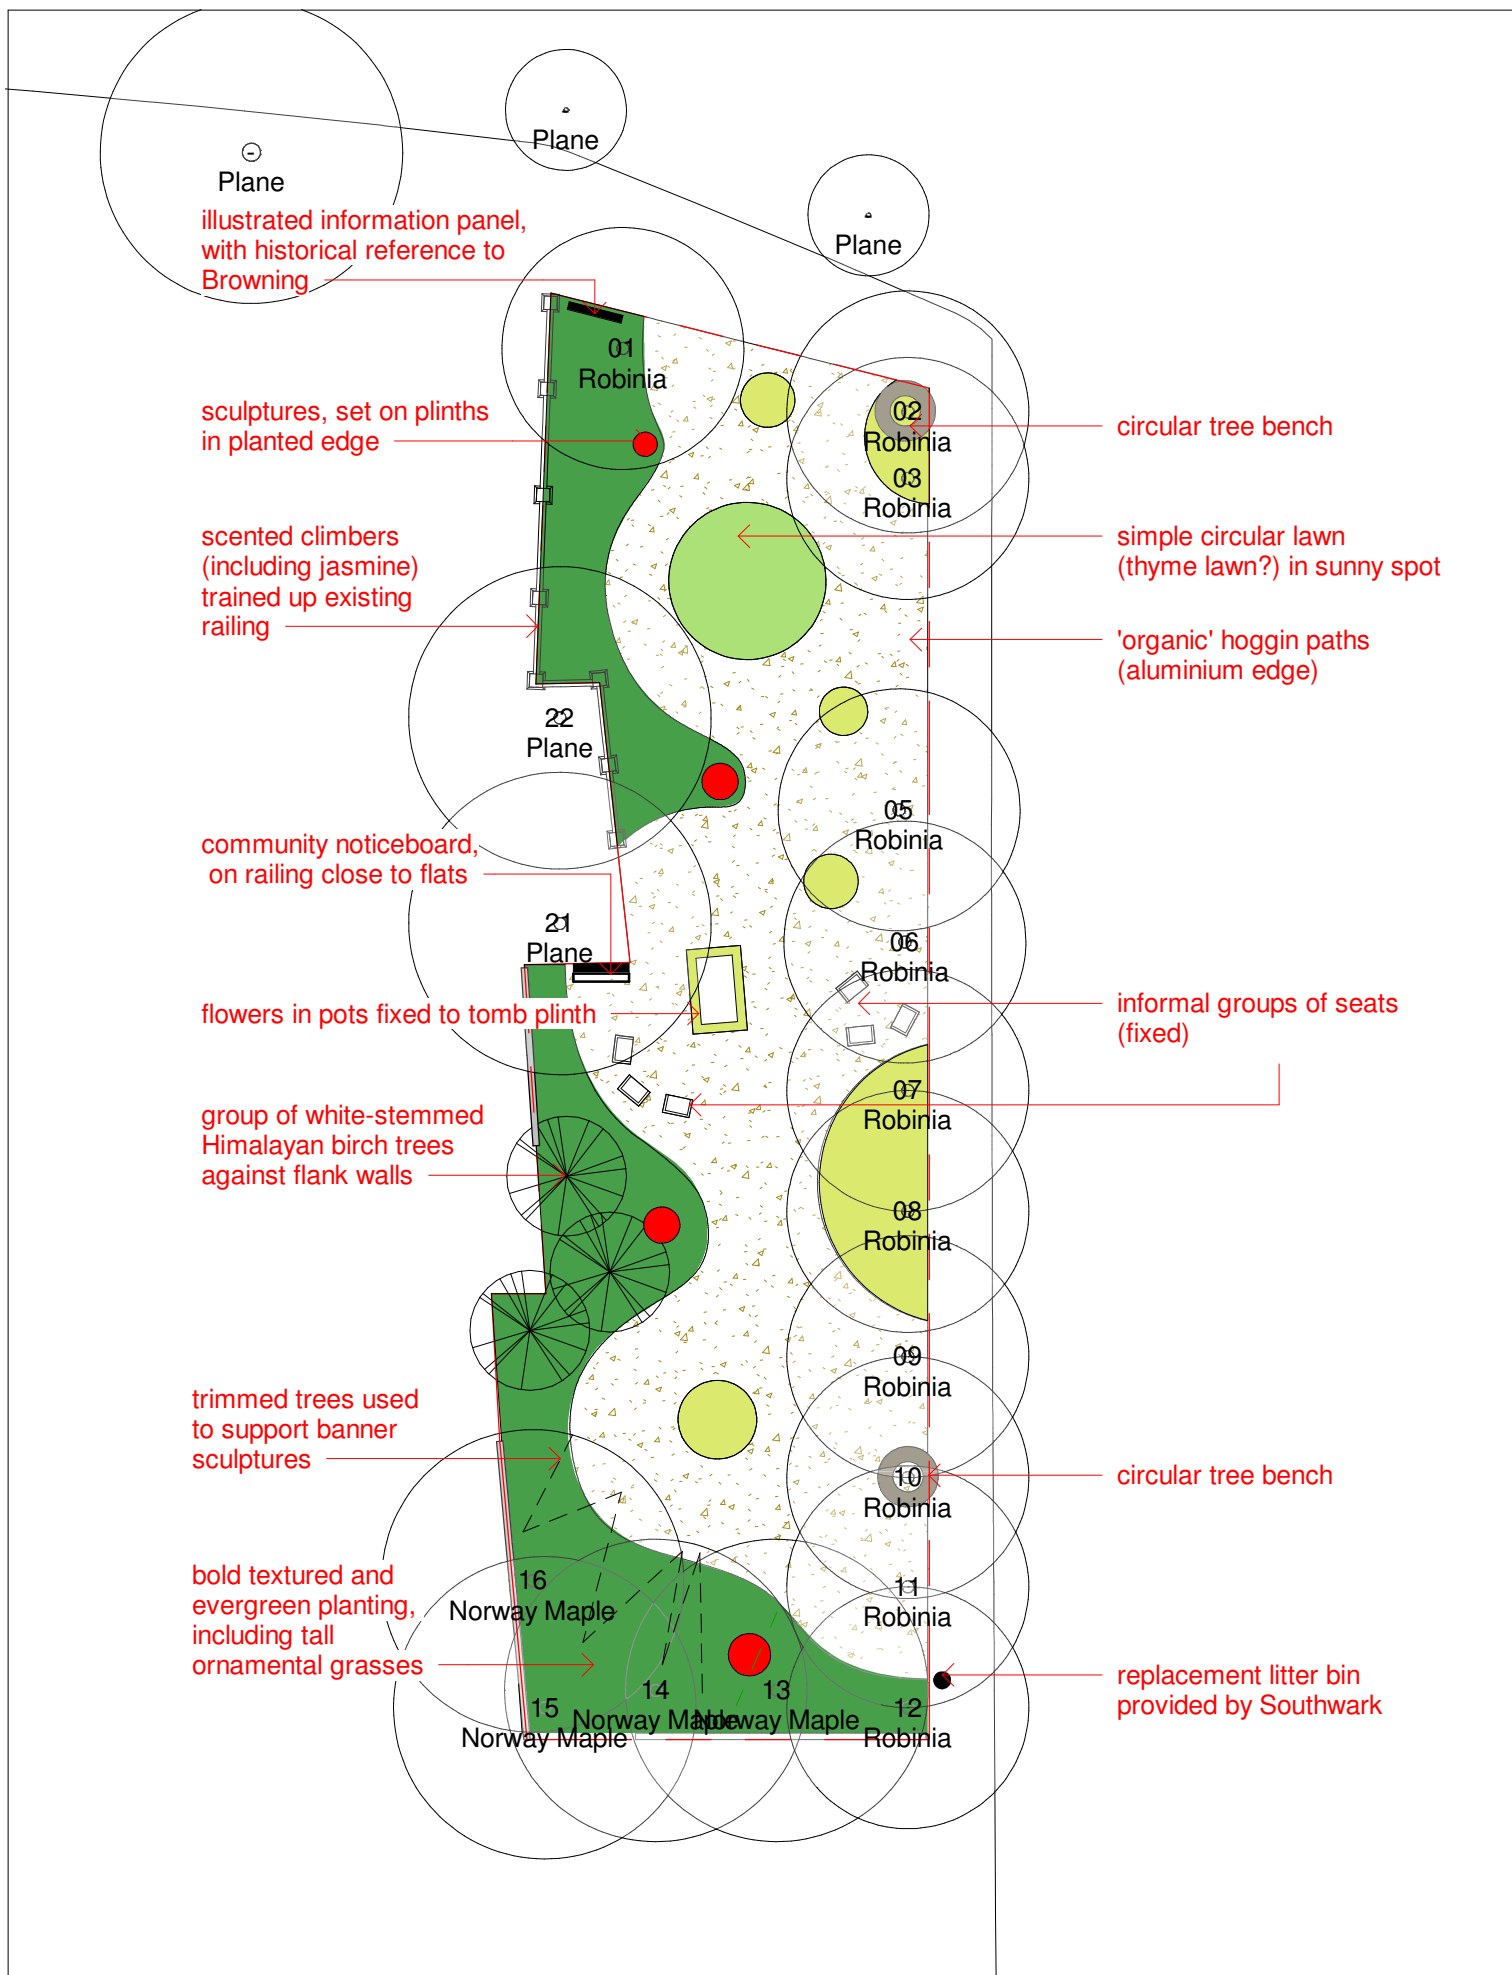 Plane
Plane
Plane
illustrated information panel,
with historical reference to
Browning
01
Robinia
sculptures, set on plinths
in planted edge
02
Robinia
circular tree bench
03
Robinia
scented climbers
(including jasmine)
trained up existing
railing
simple circular lawn
(thyme lawn?) in sunny spot
'organic' hoggin paths
(aluminium edge)
22
Plane
05
Robinia
community noticeboard,
on railing close to flats
21
Plane
06
Robinia
flowers in pots fixed to tomb plinth
informal groups of seats
(fixed)
07
Robinia
group of white-stemmed
Himalayan birch trees
against flank walls
08
Robinia
09
Robinia
trimmed trees used
to support banner
sculptures
10
Robinia
circular tree bench
bold textured and
evergreen planting,
including tall
ornamental grasses
16
Norway Maple
11
Robinia
replacement litter bin
provided by Southwark
15
Norway Maple
14
Norway Maple
13
Norway Maple
12
Robinia